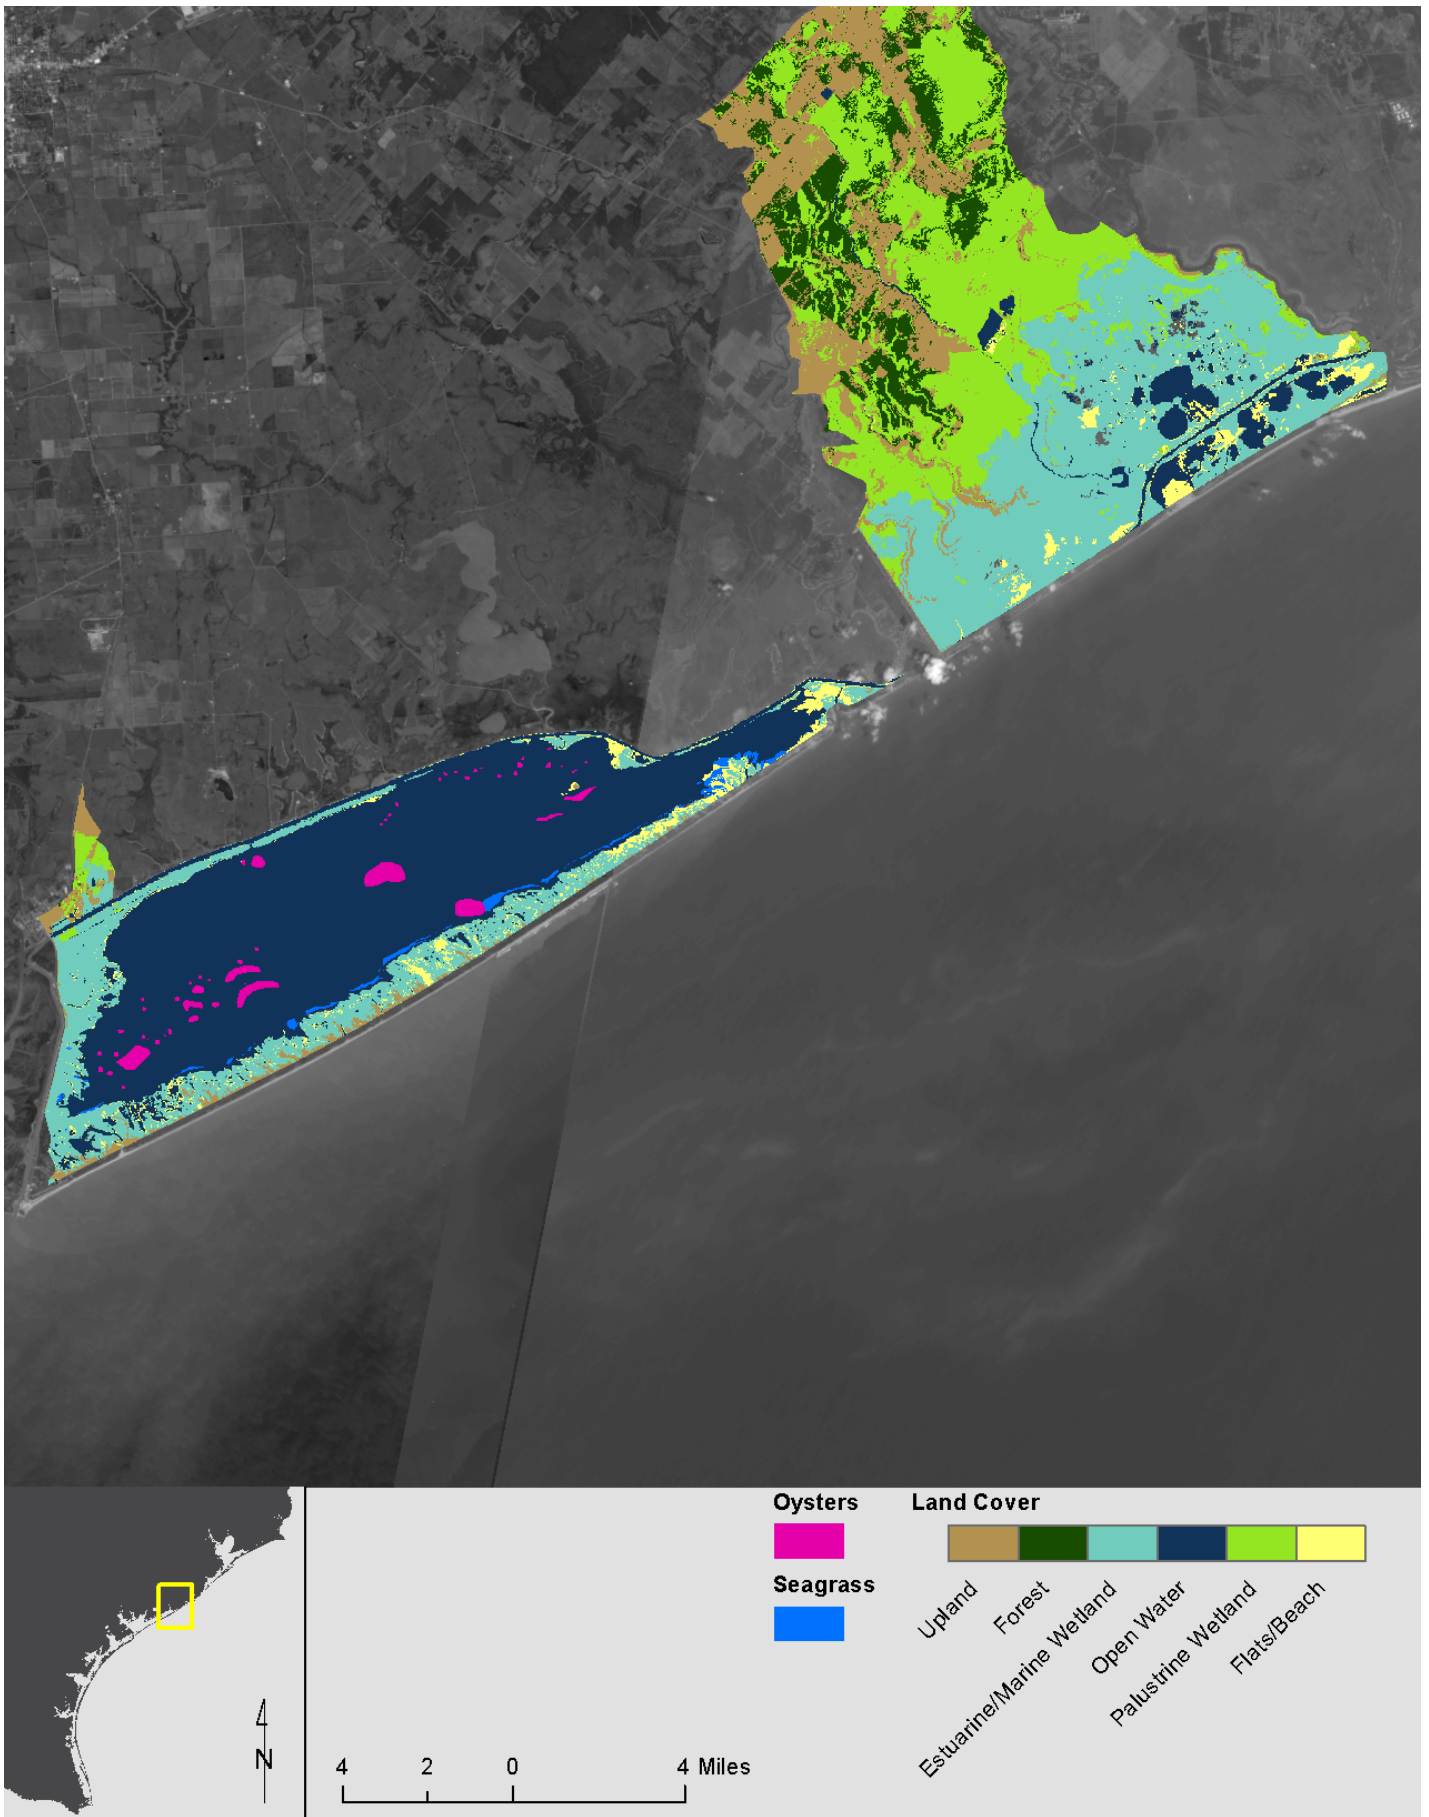 Oysters
Land Cover
Seagrass
Upland
Forest
Estuarine/Marine Wetland
Open Water
Palustrine Wetland
Flats/Beach
N
4 2 0 4 Miles